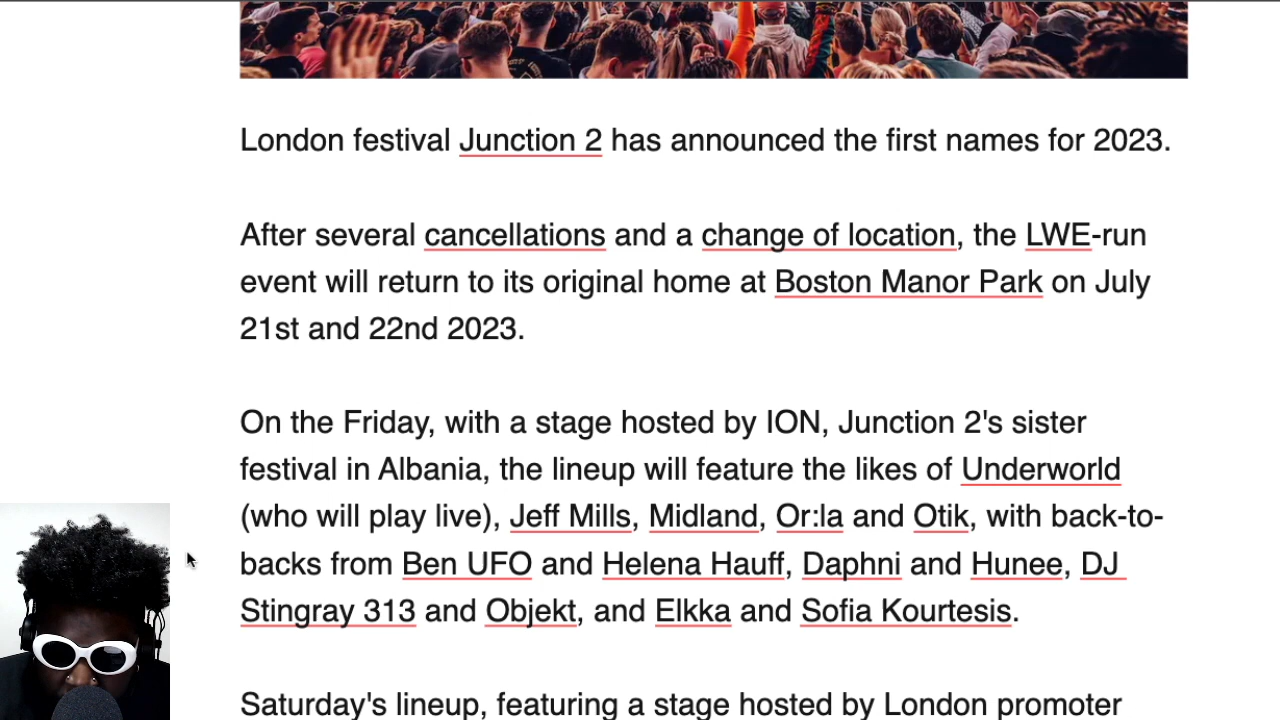 London festival Junction 2 has announced the first names for 2023.
After several cancellations and a change of location, the LWE-run
event will return to its original home at Boston Manor Park on July
21st and 22nd 2023.
On the Friday, with a stage hosted by ION, Junction 2's sister
festival in Albania, the lineup will feature the likes of Underworld
(who will play live), Jeff Mills, Midland, Or:la and Otik, with back-to-
backs from Ben UFO and Helena Hauff, Daphni and Hunee, DJ
Stingray 313 and Objekt, and Elkka and Sofia Kourtesis.
Saturday's lineup, featuring a stage hosted by London promoter